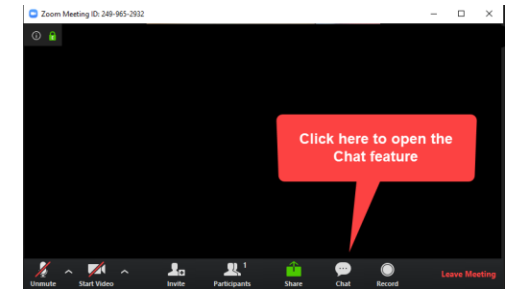 Zoom Meeting ID: 249-965-2932
Click here to open the
Chat feature
1
Unmute Start Video Invite Participants Share Chat Record Leave Meeting